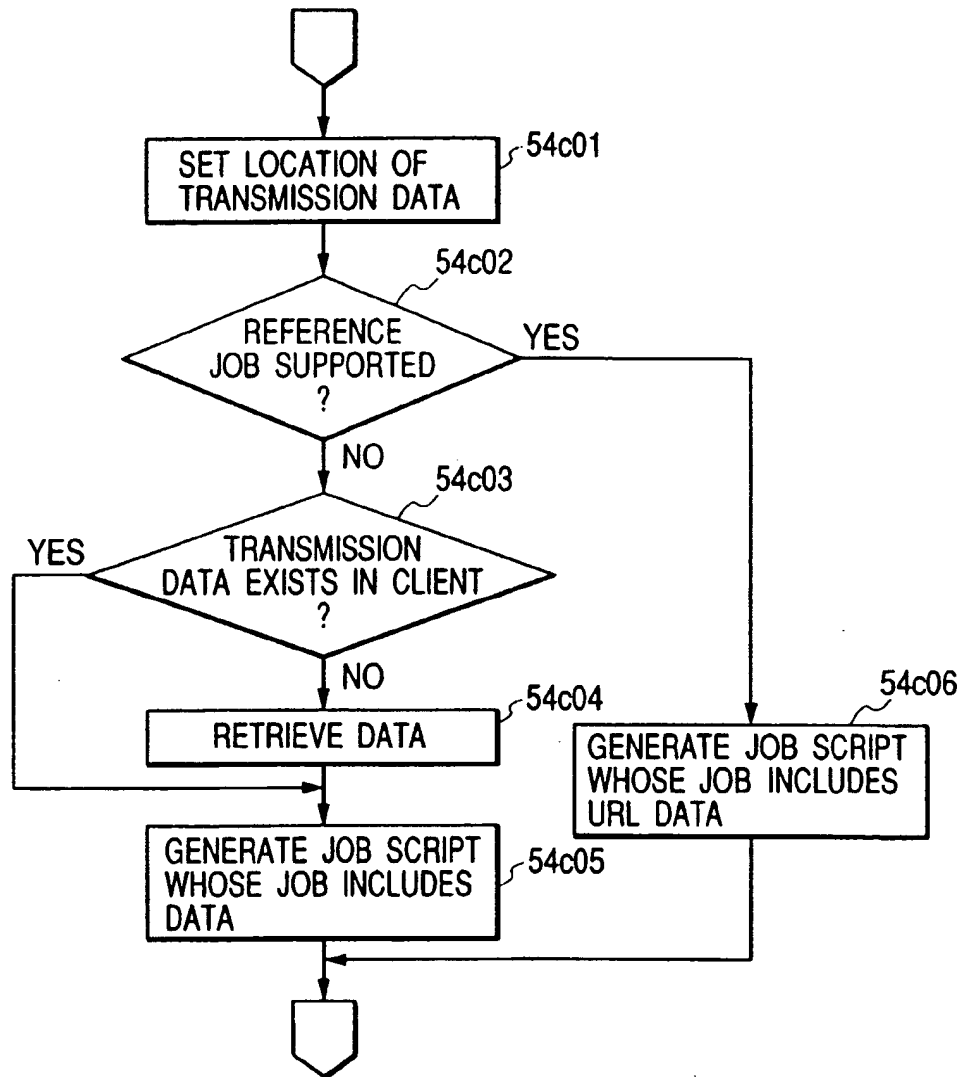 SET LOCATION OF
TRANSMISSION DATA
54c01
54c02
REFERENCE
JOB SUPPORTED
?
YES
NO
54c03
YES
TRANSMISSION
DATA EXISTS IN CLIENT
?
NO
54c04
RETRIEVE DATA
54c06
GENERATE JOB SCRIPT
WHOSE JOB INCLUDES
URL DATA
GENERATE JOB SCRIPT
WHOSE JOB INCLUDES
DATA
54c05